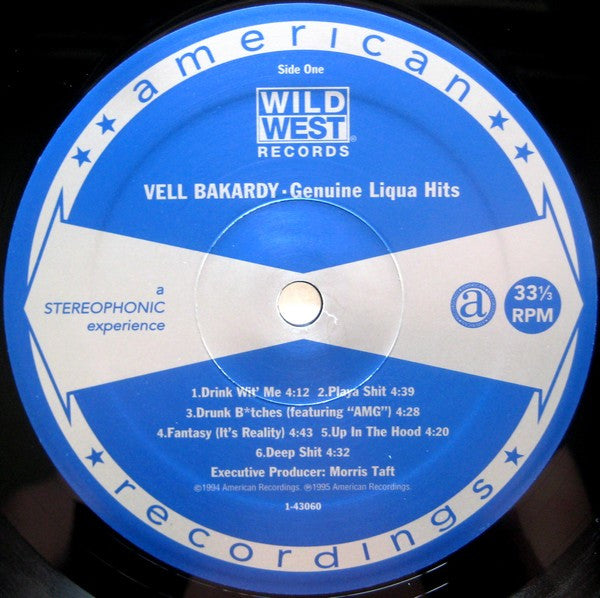 american
Side One
WILD
WEST®
RECORDS
VELL BAKARDY · Genuine Liqua Hits
a
STEREOPHONIC
experience
a
33⅓
RPM
1.Drink Wit' Me 4:12 2.Playa Shit 4:39
3.Drunk B*tches (featuring "AMG") 4:28
4.Fantasy (It's Reality) 4:43 5.Up In The Hood 4:20
6.Deep Shit 4:32
Executive Producer: Morris Taft
©1994 American Recordings. ℗1995 American Recordings.
1-43060
recordings